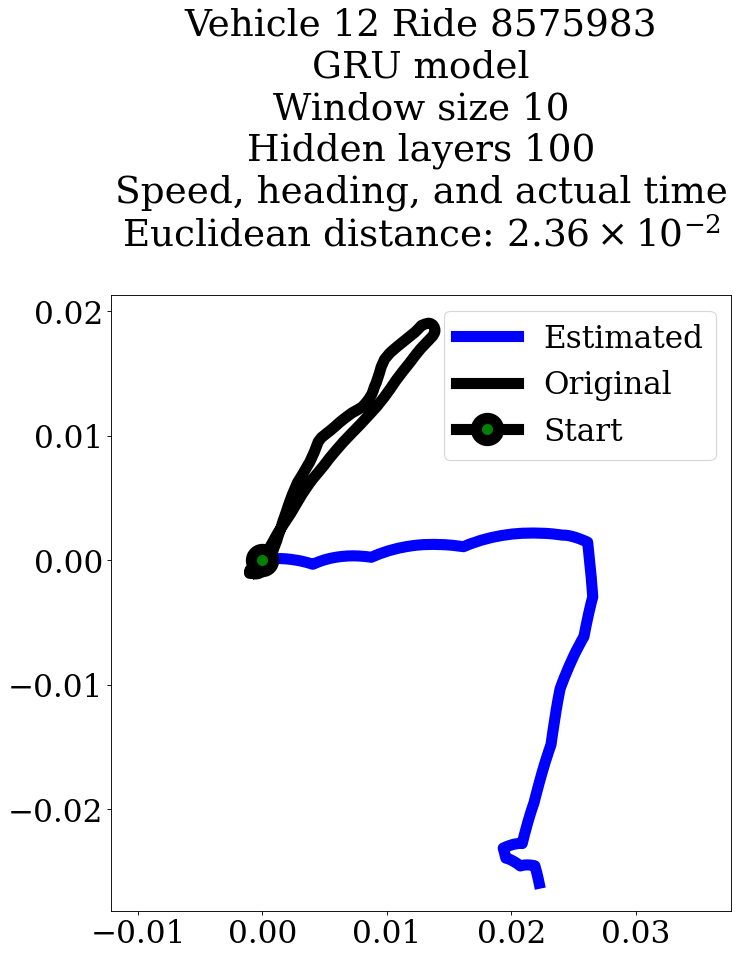 Vehicle 12 Ride 8575983
GRU model
Window size 10
Hidden layers 100
Speed, heading, and actual time
Euclidean distance: 2.36 × 10⁻²
0.02
0.01
0.00
−0.01
−0.02
Estimated
Original
Start
−0.01 0.00 0.01 0.02 0.03